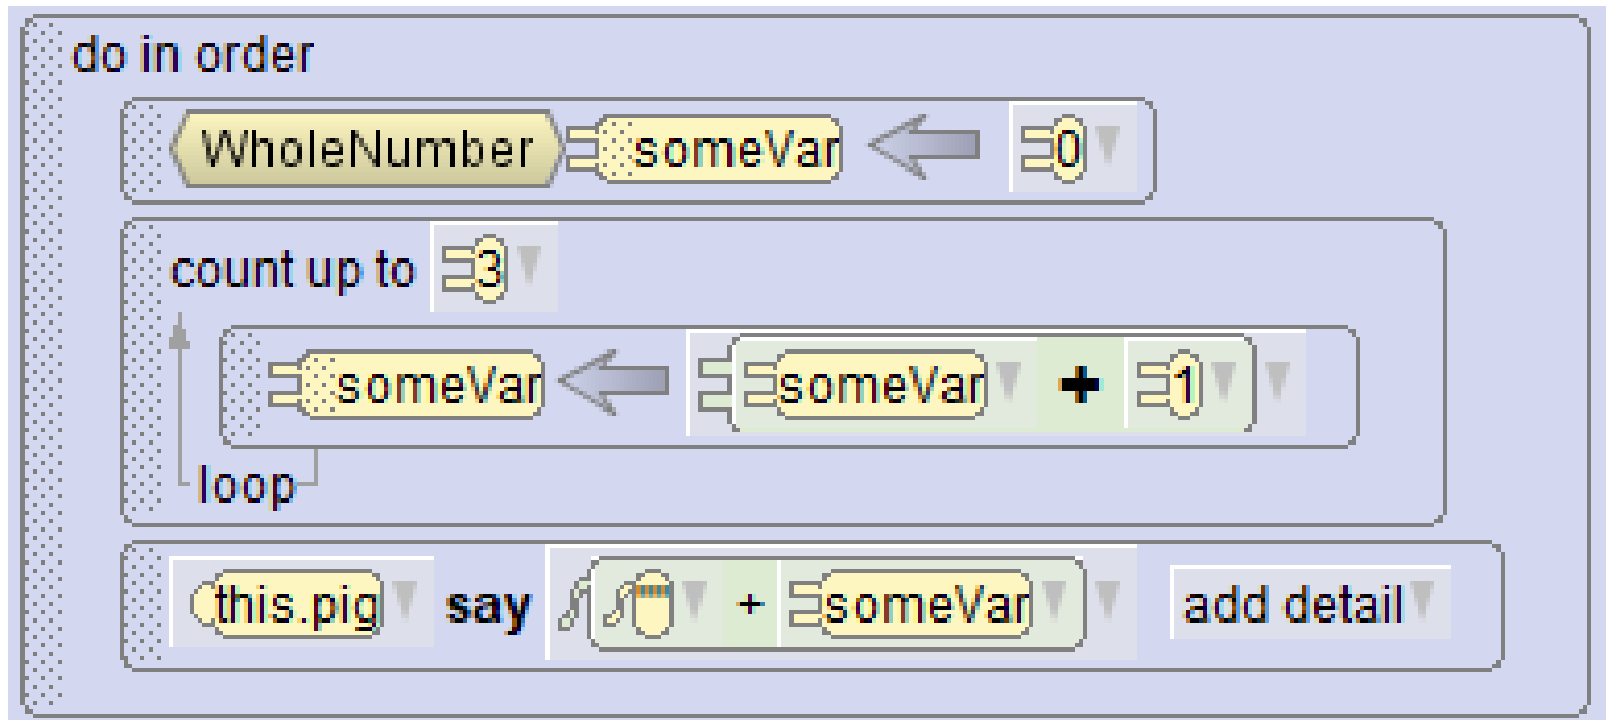 do in order
WholeNumber someVar 0
count up to 3
someVar someVar + 1
loop
this.pig say + someVar add detail